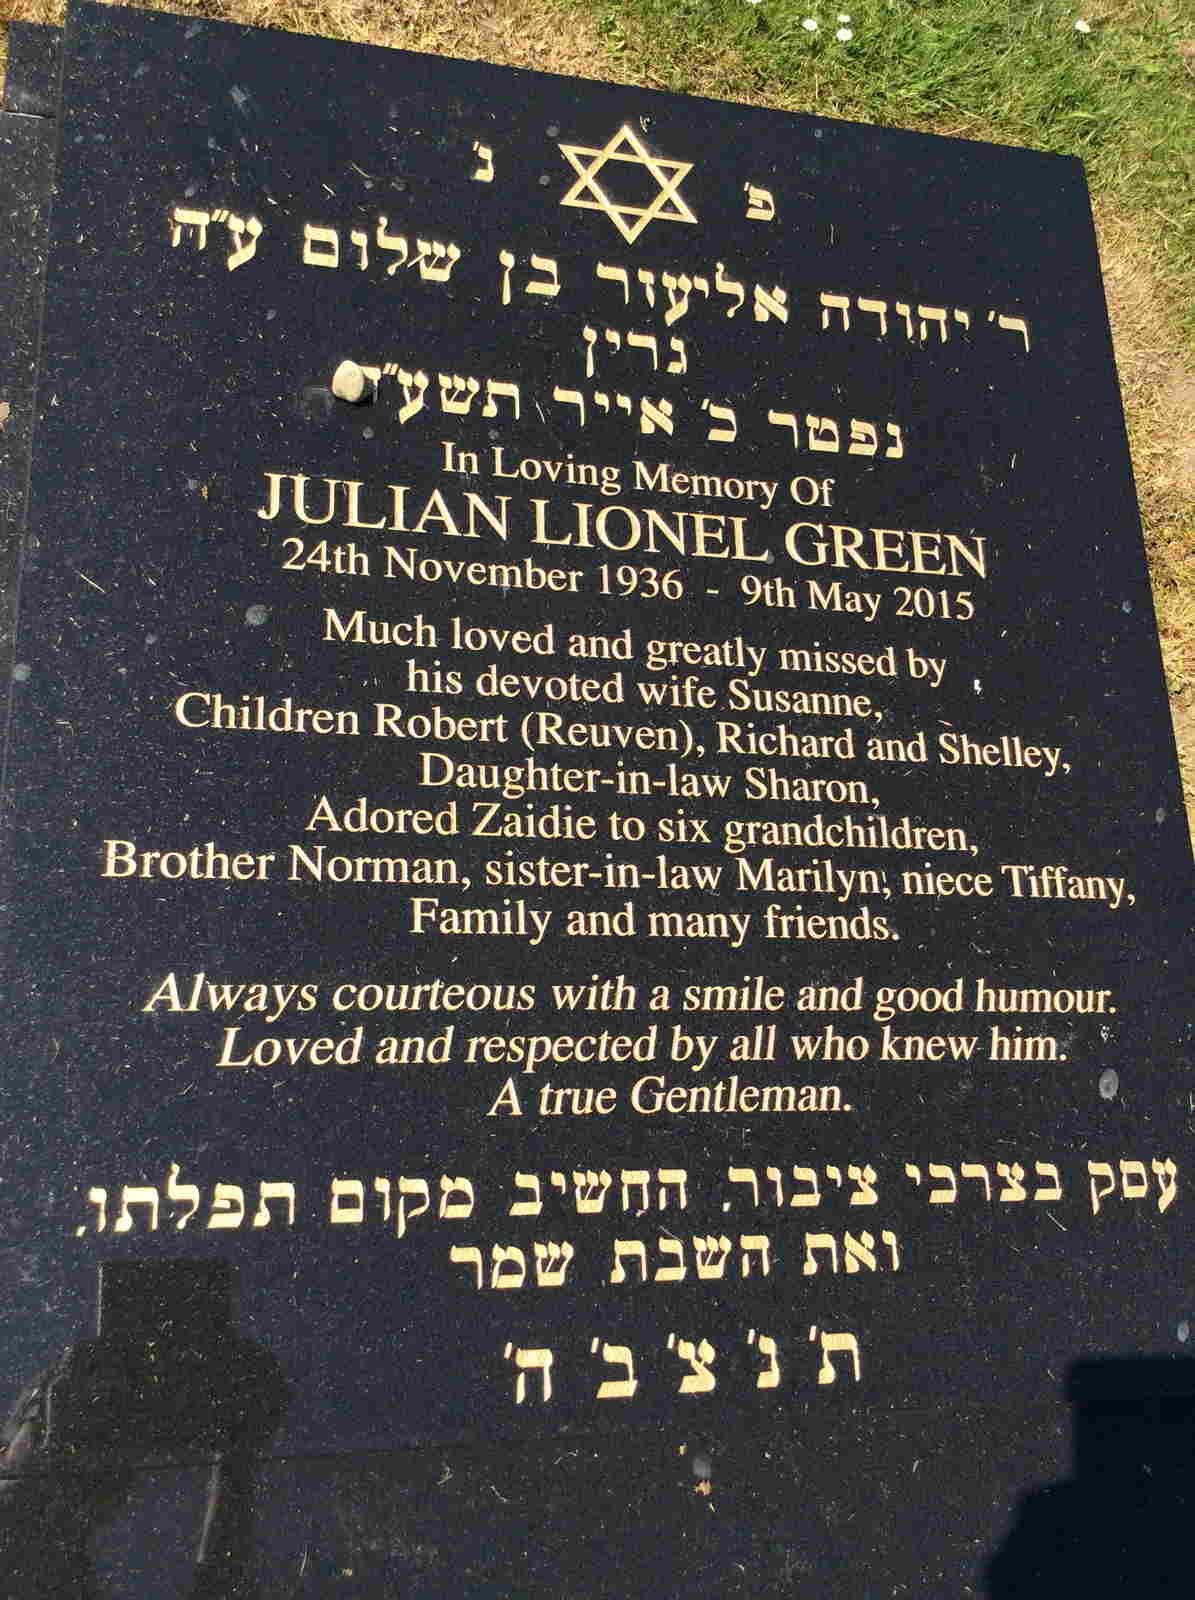 פ' נ'
ר' יהודה אליעזר בן שלום ע"ה
גרין
נפטר כ' אייר תשע"ה
In Loving Memory Of
JULIAN LIONEL GREEN
24th November 1936 - 9th May 2015
Much loved and greatly missed by
his devoted wife Susanne,
Children Robert (Reuven), Richard and Shelley,
Daughter-in-law Sharon,
Adored Zaidie to six grandchildren,
Brother Norman, sister-in-law Marilyn, niece Tiffany,
Family and many friends.
Always courteous with a smile and good humour.
Loved and respected by all who knew him.
A true Gentleman.
עסק בצרכי ציבור, החשיב מקום תפלתו,
ואת השבת שמר
ת' נ' צ' ב' ה'